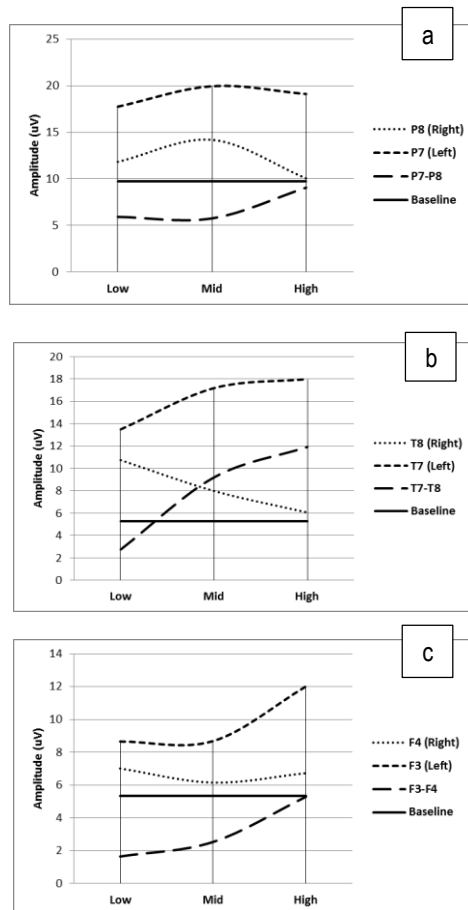 a
25
20
15
10
5
0
Amplitude (uV)
Low Mid High
P8 (Right)
P7 (Left)
P7-P8
Baseline
b
20
18
16
14
12
10
8
6
4
2
0
Amplitude (uV)
Low Mid High
T8 (Right)
T7 (Left)
T7-T8
Baseline
c
14
12
10
8
6
4
2
0
Amplitude (uV)
Low Mid High
F4 (Right)
F3 (Left)
F3-F4
Baseline